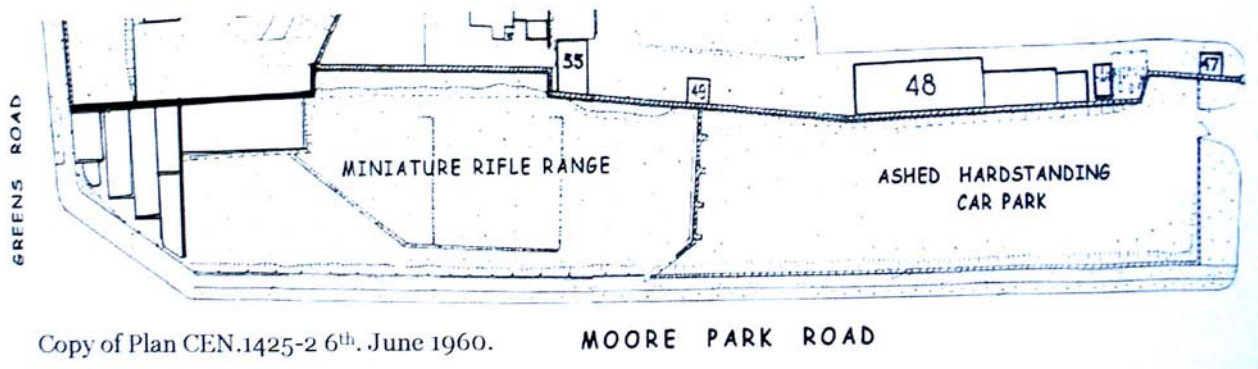 55
49
48
47
GREENS ROAD
MINIATURE RIFLE RANGE
ASHED HARDSTANDING
CAR PARK
Copy of Plan CEN.1425-2 6th. June 1960.
MOORE PARK ROAD